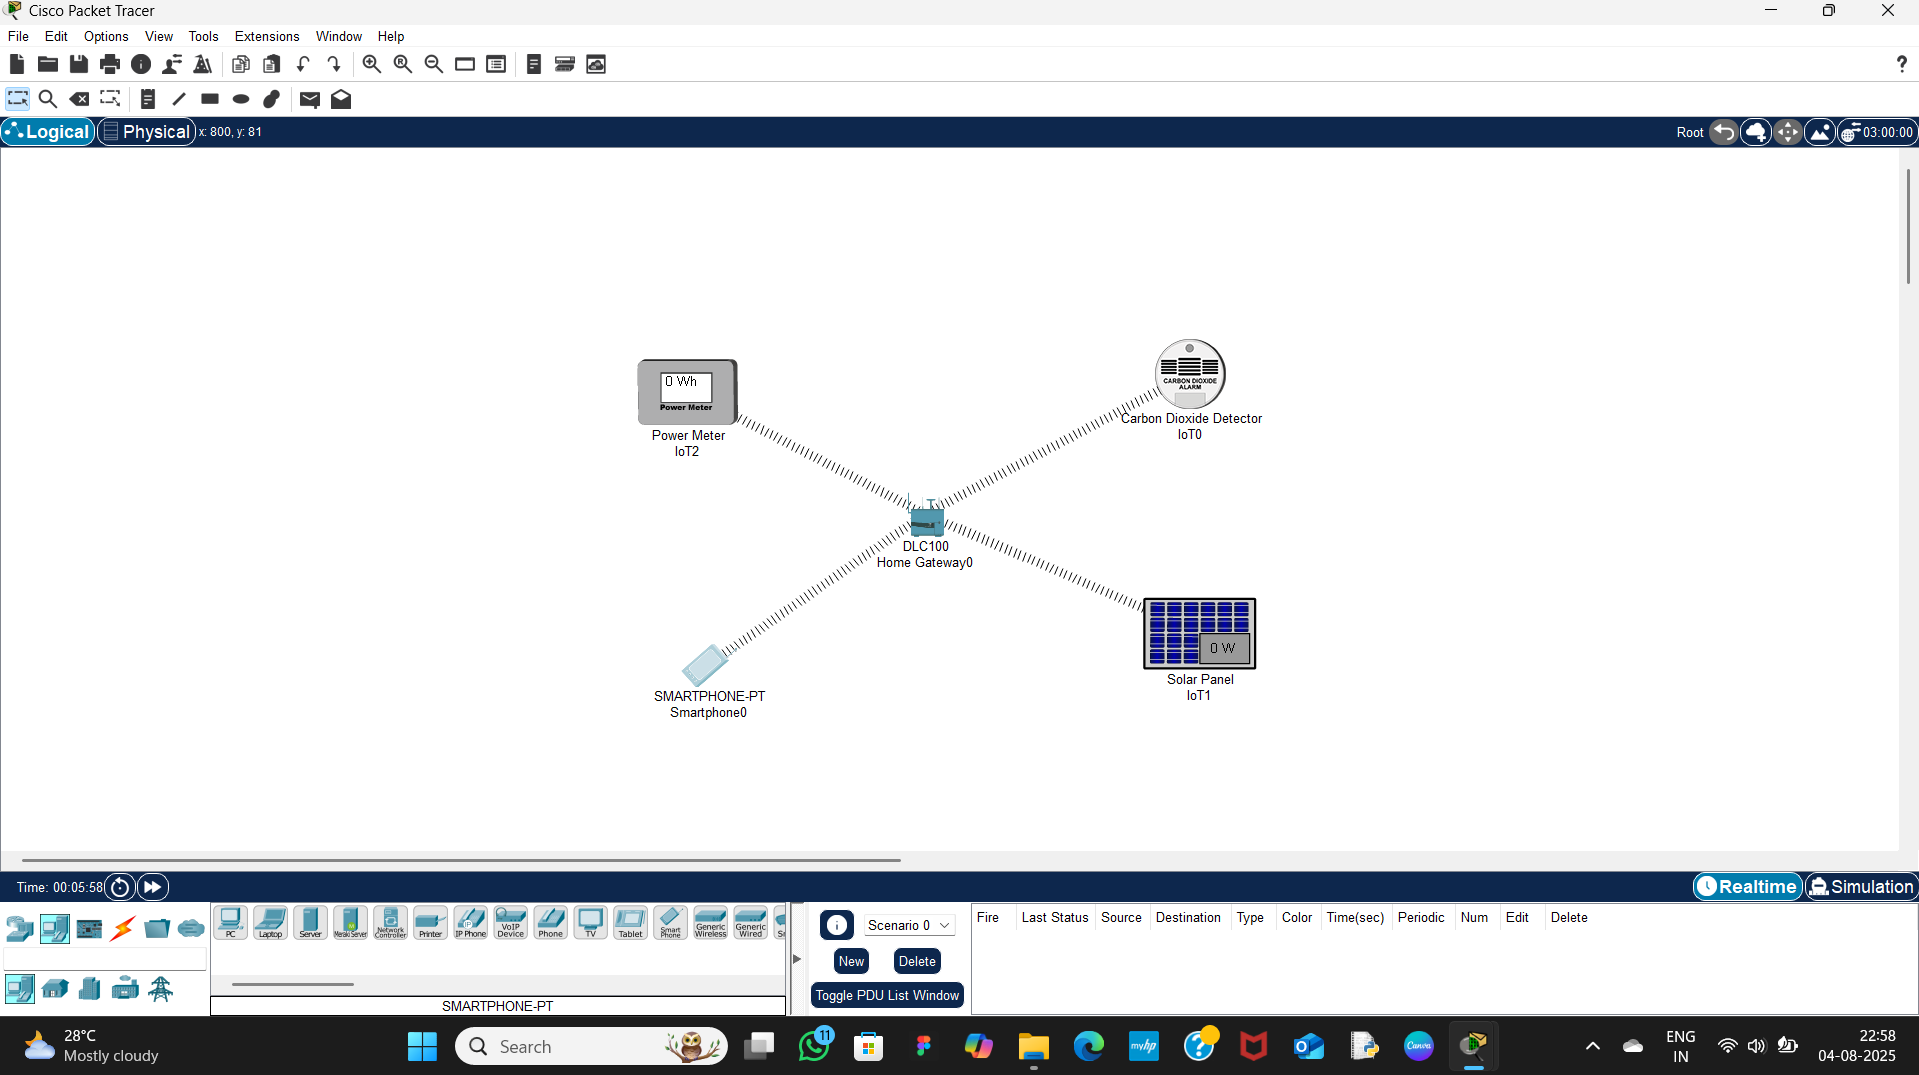 Cisco Packet Tracer
File Edit Options View Tools Extensions Window Help
?
Logical Physical x: 800, y: 81 Root 03:00:00
0 Wh
Power Meter
Power Meter
IoT2
CARBON DIOXIDE
ALARM
Carbon Dioxide Detector
IoT0
DLC100
Home Gateway0
0 W
Solar Panel
IoT1
SMARTPHONE-PT
Smartphone0
Time: 00:05:58 Realtime Simulation
PC Laptop Server Meraki Server Network Controller Printer IP Phone VoIP Device Phone TV Tablet Smart Phone Generic Wireless Generic Wired
SMARTPHONE-PT
Scenario 0
New Delete
Toggle PDU List Window
Fire Last Status Source Destination Type Color Time(sec) Periodic Num Edit Delete
28°C
Mostly cloudy
Search
11
myhp
Canva
ENG
IN
22:58
04-08-2025